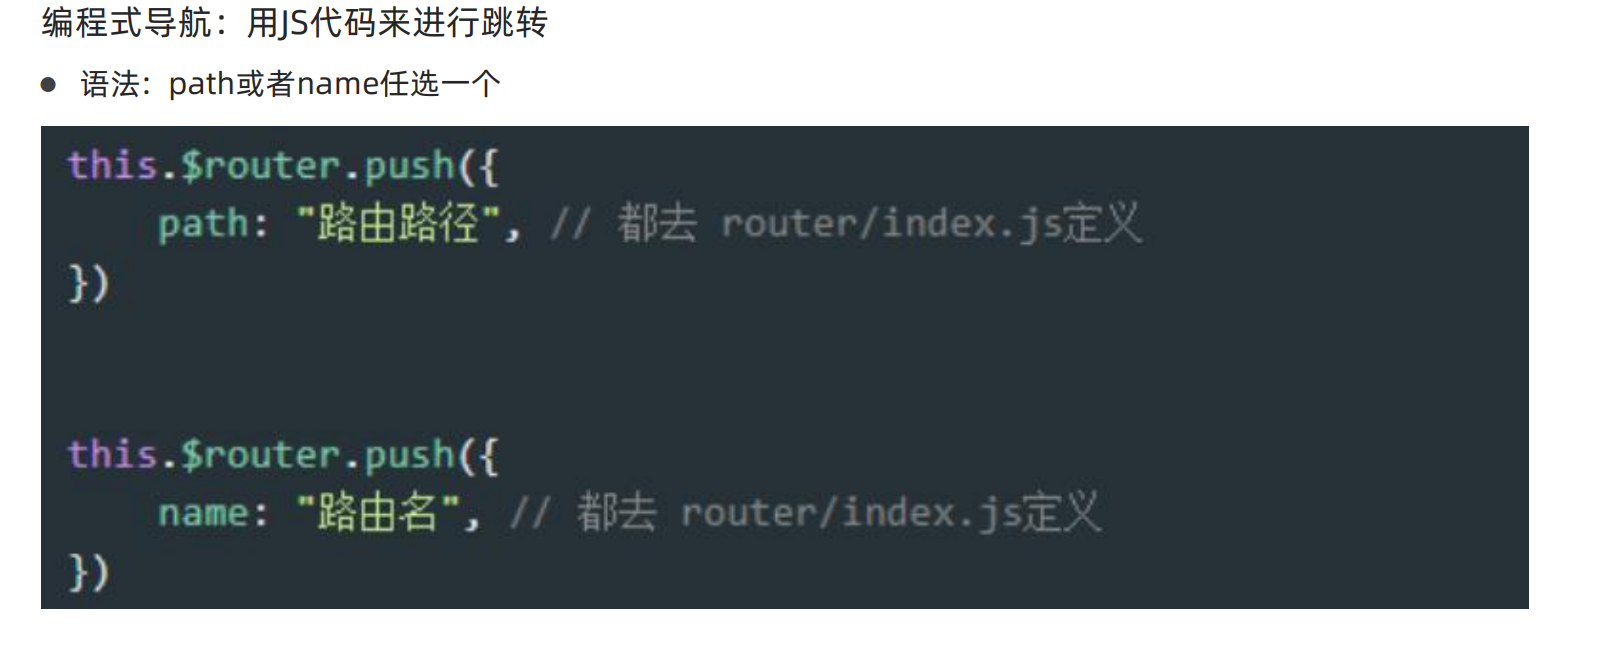 编程式导航：用JS代码来进行跳转
● 语法：path或者name任选一个
this.$router.push({
    path: "路由路径", // 都去 router/index.js定义
})
this.$router.push({
    name: "路由名", // 都去 router/index.js定义
})